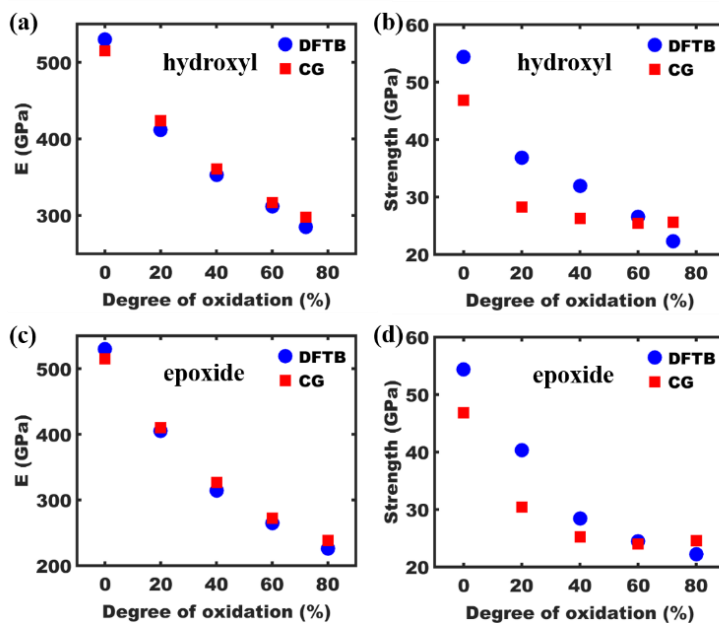 (a)
hydroxyl
DFTB
CG
E (GPa)
500
400
300
0 20 40 60 80
Degree of oxidation (%)
(b)
hydroxyl
DFTB
CG
Strength (GPa)
60
50
40
30
20
0 20 40 60 80
Degree of oxidation (%)
(c)
epoxide
DFTB
CG
E (GPa)
500
400
300
200
0 20 40 60 80
Degree of oxidation (%)
(d)
epoxide
DFTB
CG
Strength (GPa)
60
50
40
30
20
0 20 40 60 80
Degree of oxidation (%)